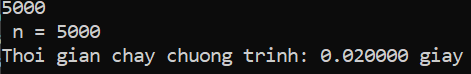 5000
n = 5000
Thoi gian chay chuong trinh: 0.020000 giay